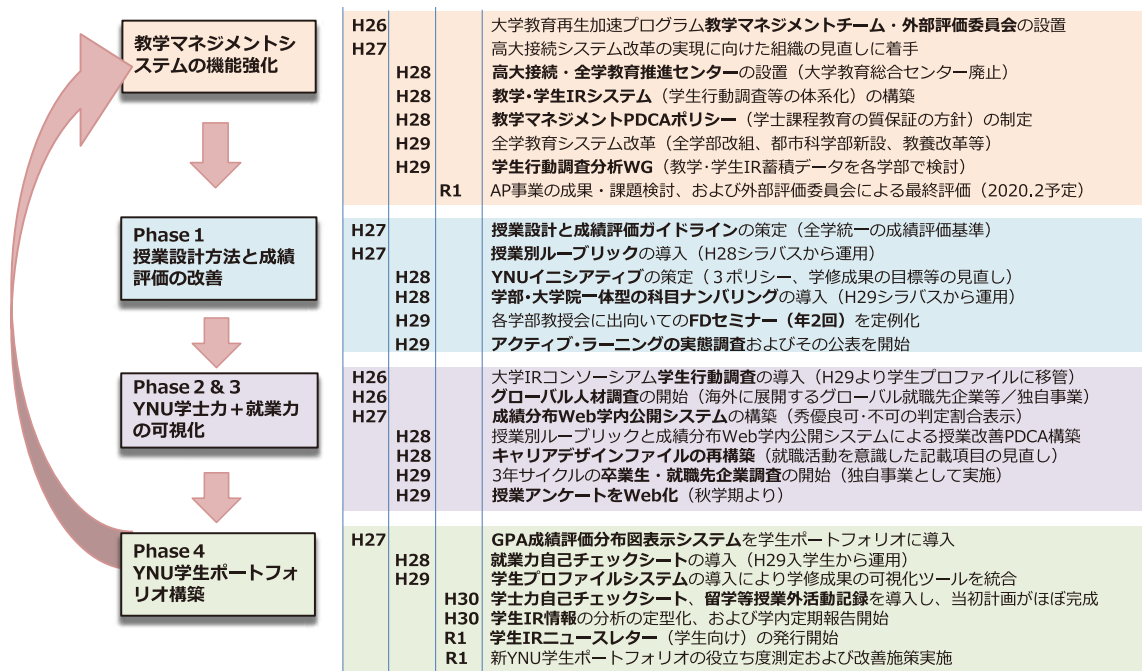 教学マネジメントシ
ステムの機能強化
H26 大学教育再生加速プログラム教学マネジメントチーム・外部評価委員会の設置
H27 高大接続システム改革の実現に向けた組織の見直しに着手
H28 高大接続・全学教育推進センターの設置（大学教育総合センター廃止）
H28 教学・学生IRシステム（学生行動調査等の体系化）の構築
H28 教学マネジメントPDCAポリシー（学士課程教育の質保証の方針）の制定
H29 全学教育システム改革（全学部改組、都市科学部新設、教養改革等）
H29 学生行動調査分析WG（教学・学生IR蓄積データを各学部で検討）
R1 AP事業の成果・課題検討、および外部評価委員会による最終評価（2020.2予定）
Phase 1
授業設計方法と成績
評価の改善
H27 授業設計と成績評価ガイドラインの策定（全学統一の成績評価基準）
H27 授業別ルーブリックの導入（H28シラバスから運用）
H28 YNUイニシアティブの策定（３ポリシー、学修成果の目標等の見直し）
H28 学部・大学院一体型の科目ナンバリングの導入（H29シラバスから運用）
H29 各学部教授会に出向いてのFDセミナー（年2回）を定例化
H29 アクティブ・ラーニングの実態調査およびその公表を開始
Phase 2 & 3
YNU学士力＋就業力
の可視化
H26 大学IRコンソーシアム学生行動調査の導入（H29より学生プロファイルに移管）
H26 グローバル人材調査の開始（海外に展開するグローバル就職先企業等／独自事業）
H27 成績分布Web学内公開システムの構築（秀優良可・不可の判定割合表示）
H28 授業別ルーブリックと成績分布Web学内公開システムによる授業改善PDCA構築
H28 キャリアデザインファイルの再構築（就職活動を意識した記載項目の見直し）
H29 3年サイクルの卒業生・就職先企業調査の開始（独自事業として実施）
H29 授業アンケートをWeb化（秋学期より）
Phase 4
YNU学生ポートフォ
リオ構築
H27 GPA成績評価分布図表示システムを学生ポートフォリオに導入
H28 就業力自己チェックシートの導入（H29入学生から運用）
H29 学生プロファイルシステムの導入により学修成果の可視化ツールを統合
H30 学士力自己チェックシート、留学等授業外活動記録を導入し、当初計画がほぼ完成
H30 学生IR情報の分析の定型化、および学内定期報告開始
R1 学生IRニュースレター（学生向け）の発行開始
R1 新YNU学生ポートフォリオの役立ち度測定および改善施策実施